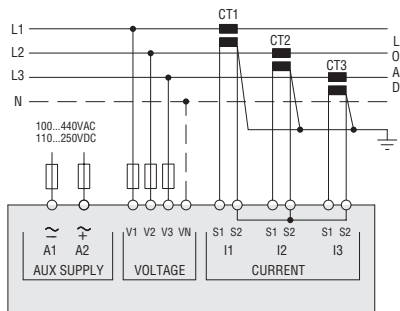 CT1
L1
L
CT2
L2
O
CT3
L3
A
N
D
100...440VAC
110...250VDC
V1 V2 V3 VN S1 S2 S1 S2 S1 S2
A1 A2 I1 I2 I3
AUX SUPPLY VOLTAGE CURRENT